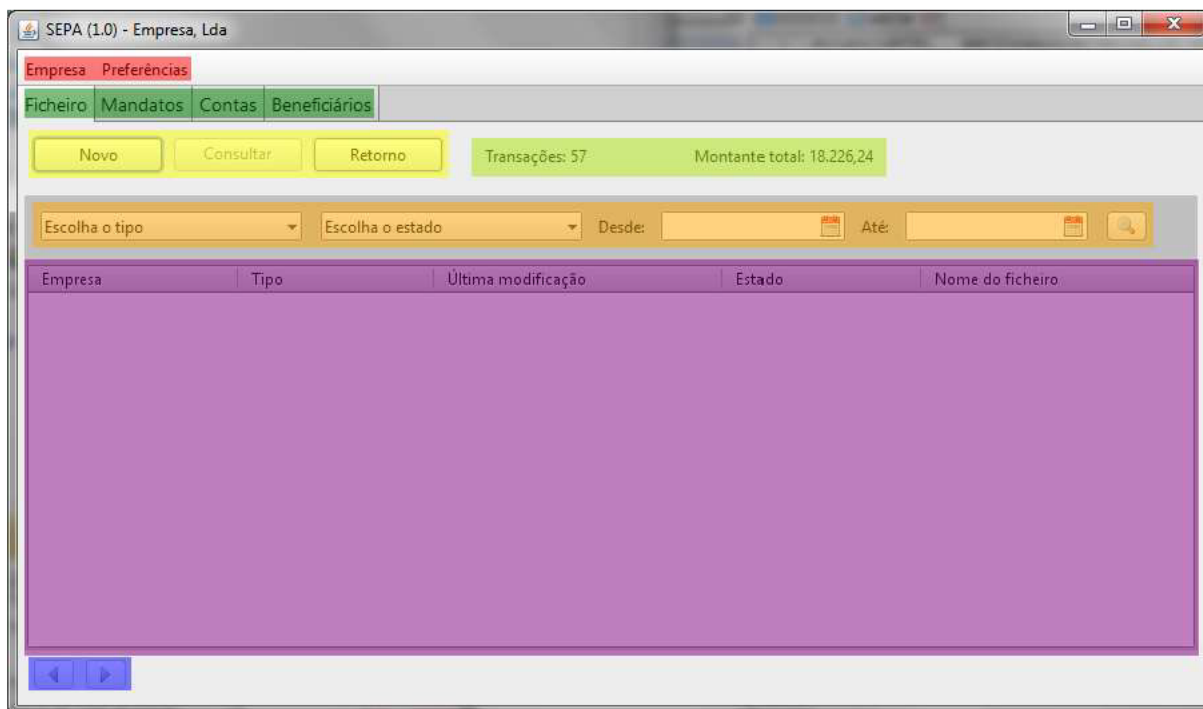 SEPA (1.0) - Empresa, Lda
Empresa Preferências
Ficheiro Mandatos Contas Beneficiários
Novo Consultar Retorno Transações: 57 Montante total: 18.226,24
Escolha o tipo Escolha o estado Desde: Até:
Empresa Tipo Última modificação Estado Nome do ficheiro